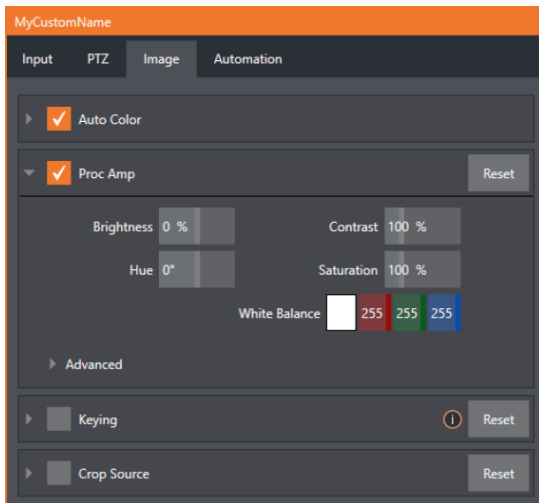 MyCustomName
Input PTZ Image Automation
Auto Color
Proc Amp Reset
Brightness 0 % Contrast 100 %
Hue 0° Saturation 100 %
White Balance 255 255 255
Advanced
Keying i Reset
Crop Source Reset